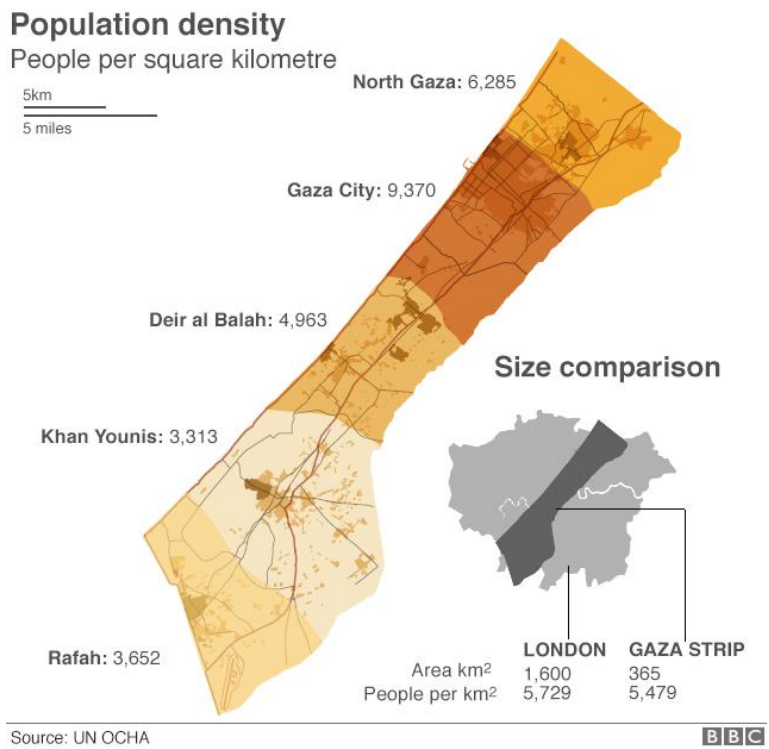 Population density
People per square kilometre
5km
5 miles
North Gaza: 6,285
Gaza City: 9,370
Deir al Balah: 4,963
Khan Younis: 3,313
Rafah: 3,652
Size comparison
LONDON GAZA STRIP
Area km² 1,600 365
People per km² 5,729 5,479
Source: UN OCHA
BBC